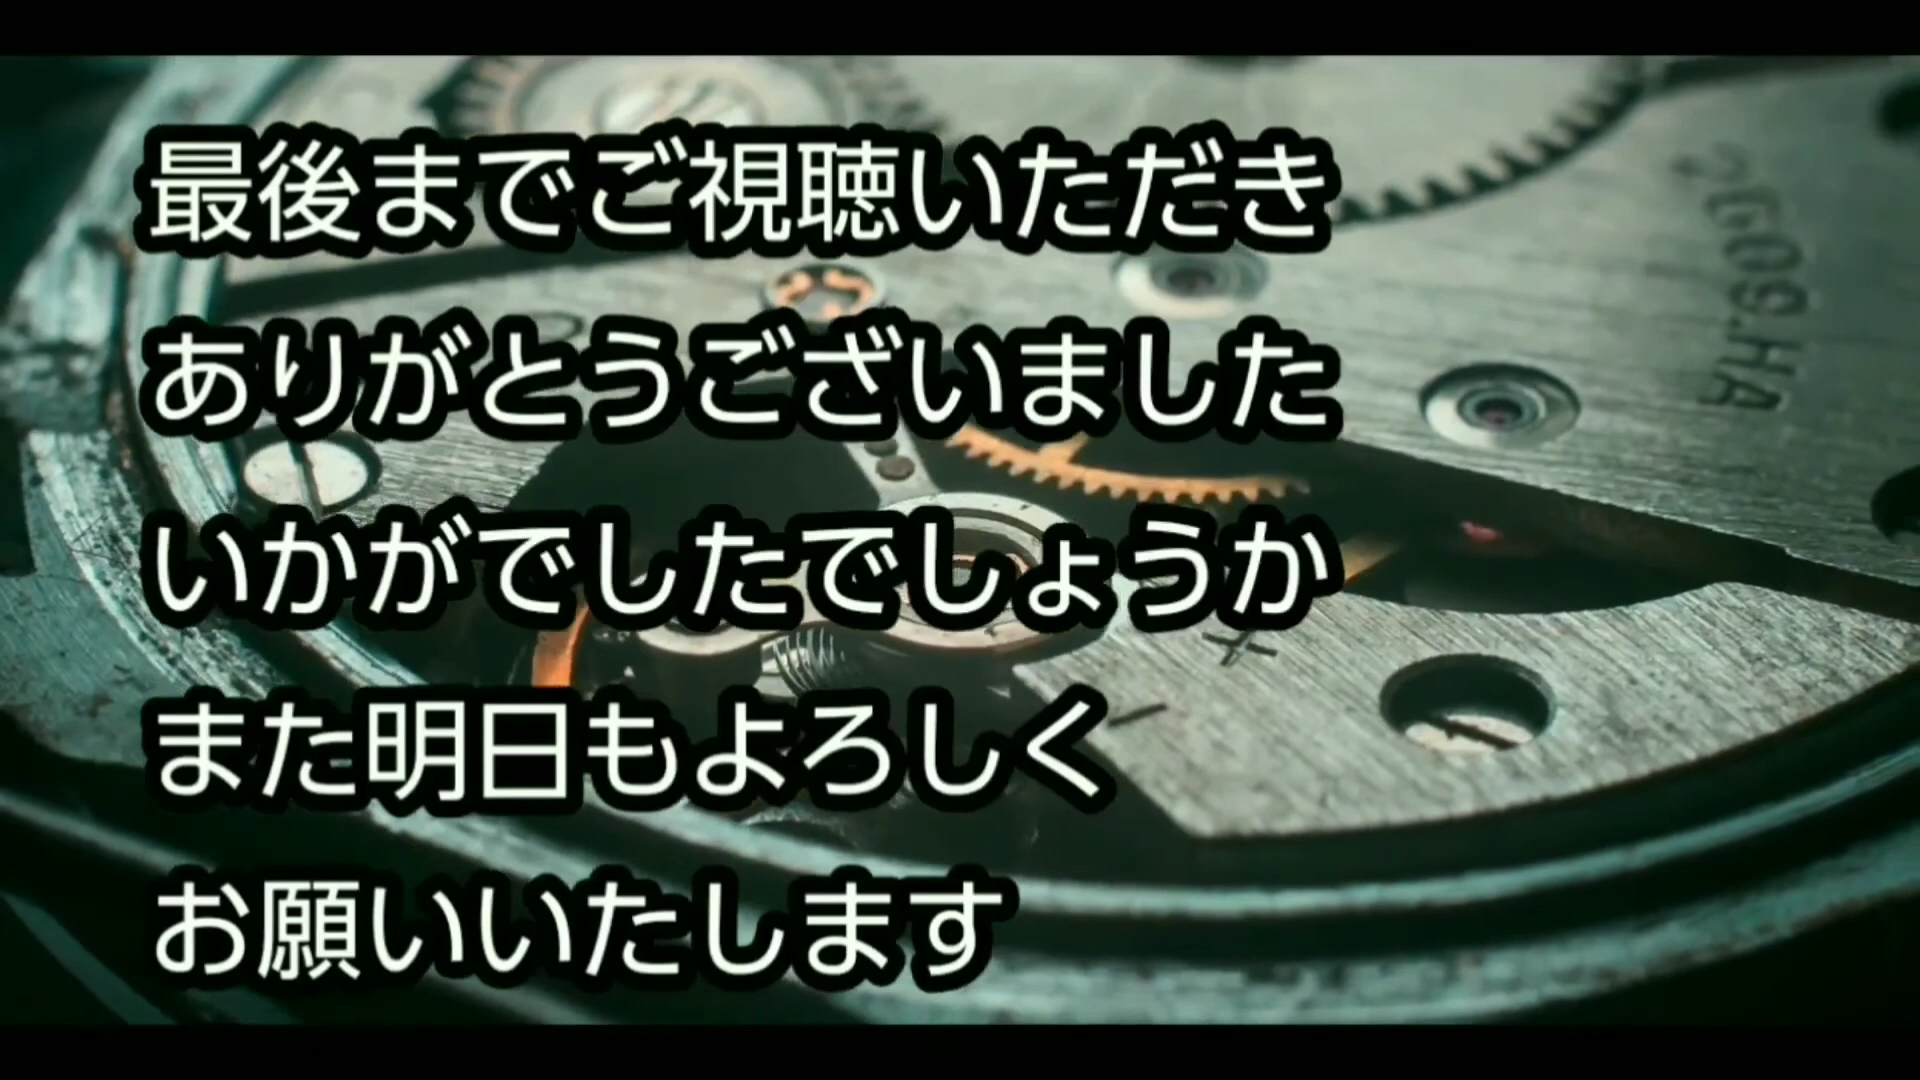 最後までご視聴いただき
ありがとうございました
いかがでしたでしょうか
また明日もよろしく
お願いいたします
2609.HA